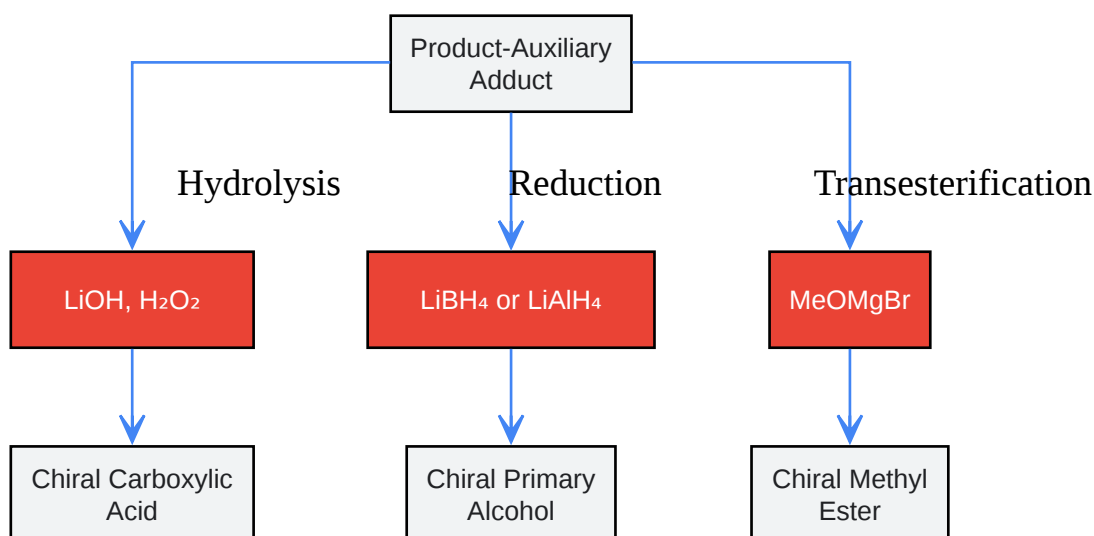 Product-Auxiliary
Adduct
Hydrolysis
Reduction
Transesterification
LiOH, H₂O₂
LiBH₄ or LiAlH₄
MeOMgBr
Chiral Carboxylic
Acid
Chiral Primary
Alcohol
Chiral Methyl
Ester